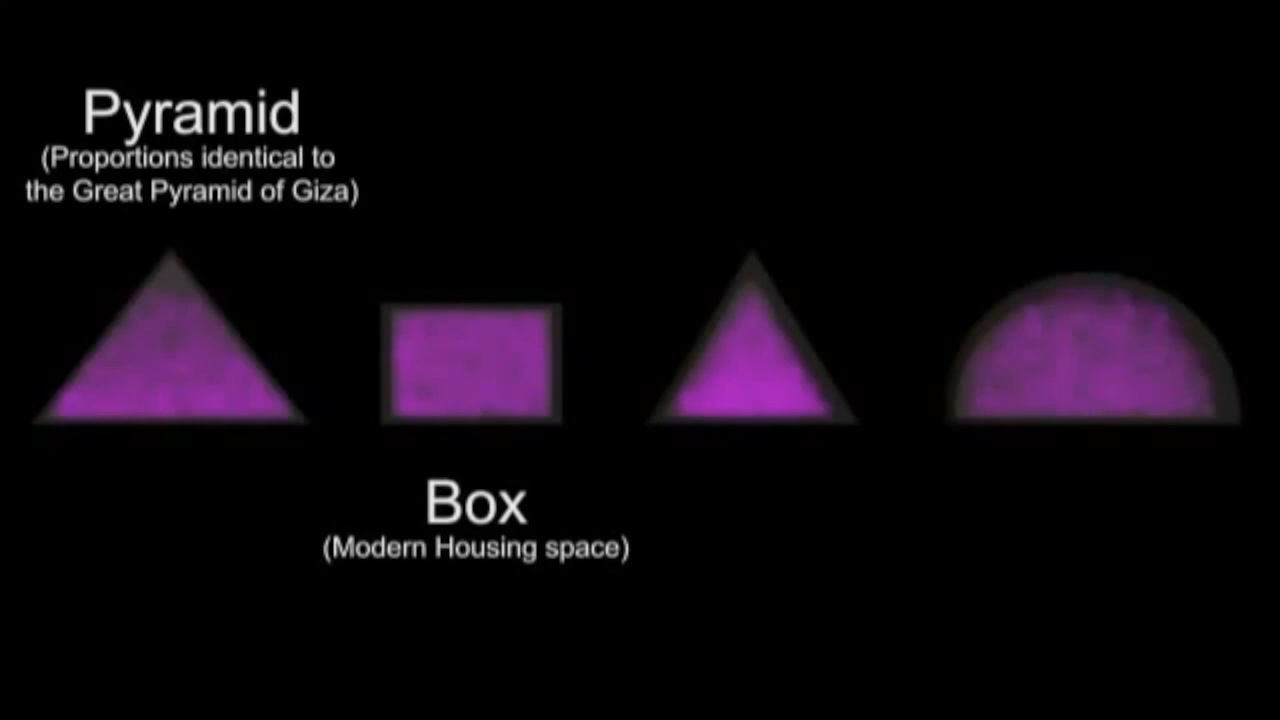 Pyramid
(Proportions identical to
the Great Pyramid of Giza)
Box
(Modern Housing space)